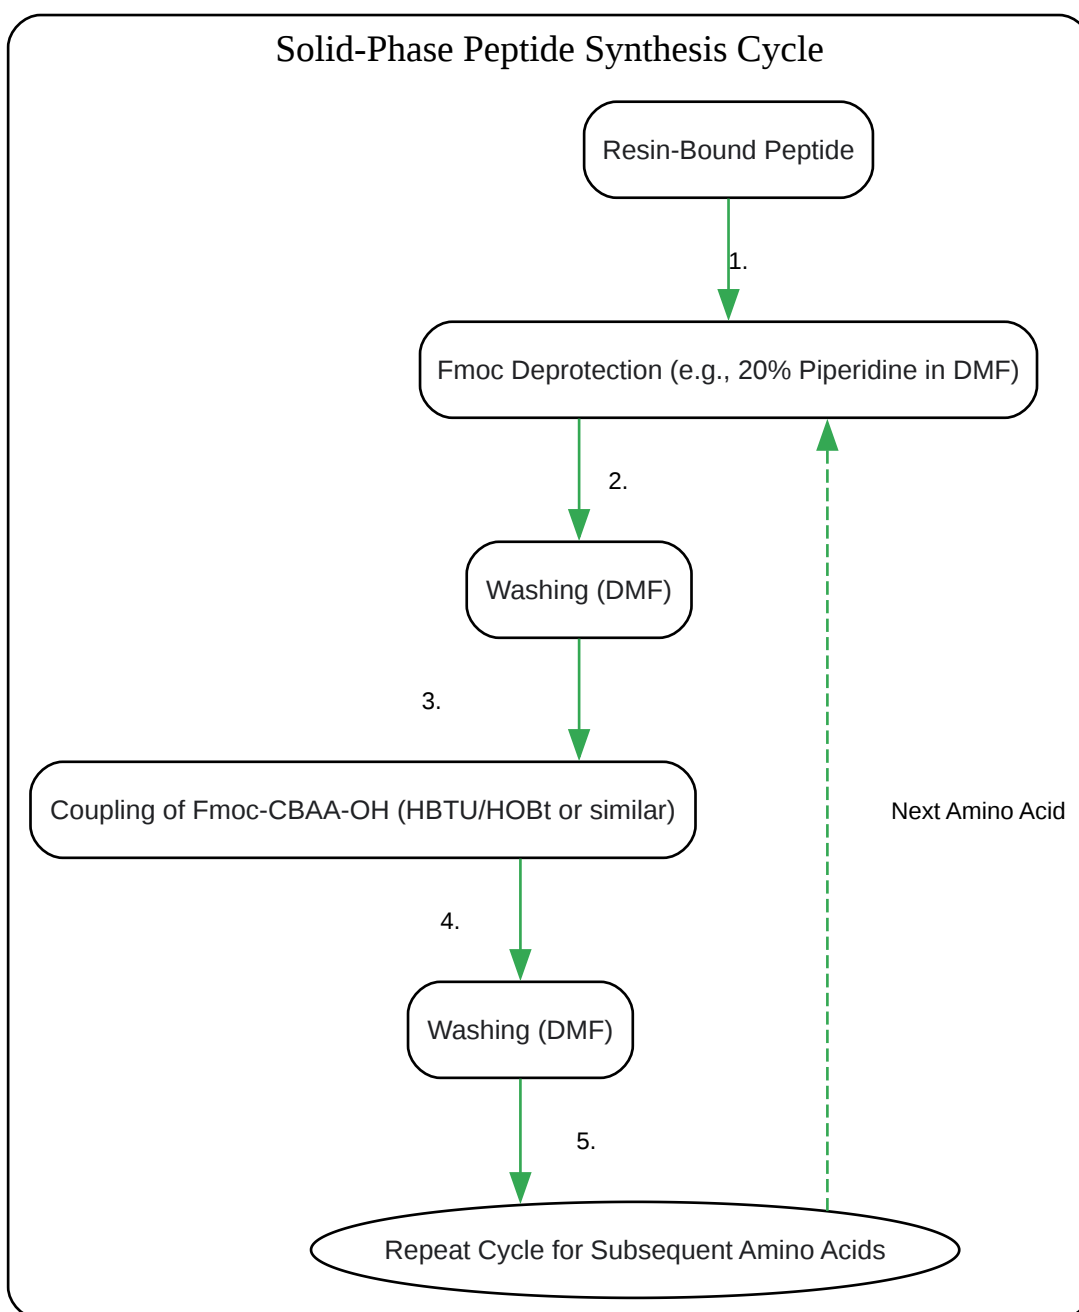 Solid-Phase Peptide Synthesis Cycle
Resin-Bound Peptide
1.
Fmoc Deprotection (e.g., 20% Piperidine in DMF)
2.
Washing (DMF)
3.
Coupling of Fmoc-CBAA-OH (HBTU/HOBt or similar)
Next Amino Acid
4.
Washing (DMF)
5.
Repeat Cycle for Subsequent Amino Acids